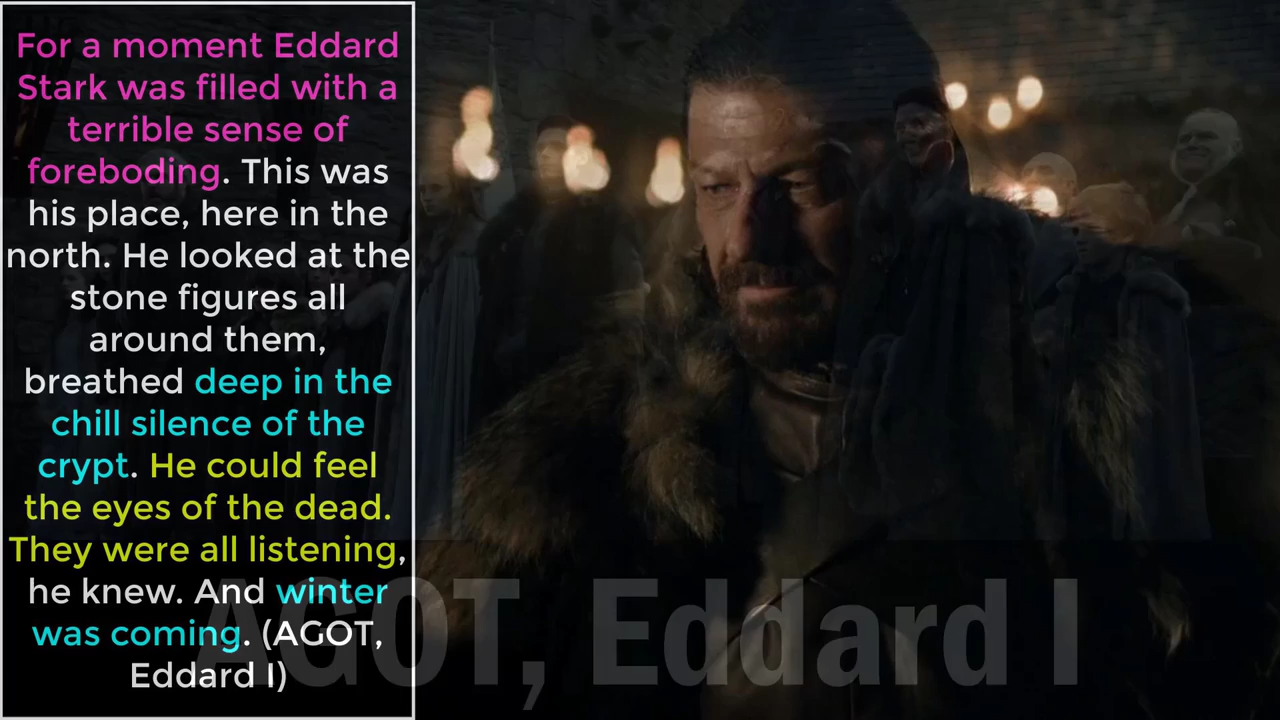 For a moment Eddard
Stark was filled with a
terrible sense of
foreboding. This was
his place, here in the
north. He looked at the
stone figures all
around them,
breathed deep in the
chill silence of the
crypt. He could feel
the eyes of the dead.
They were all listening,
he knew. And winter
was coming. (AGOT,
Eddard I)
AGOT, Eddard I